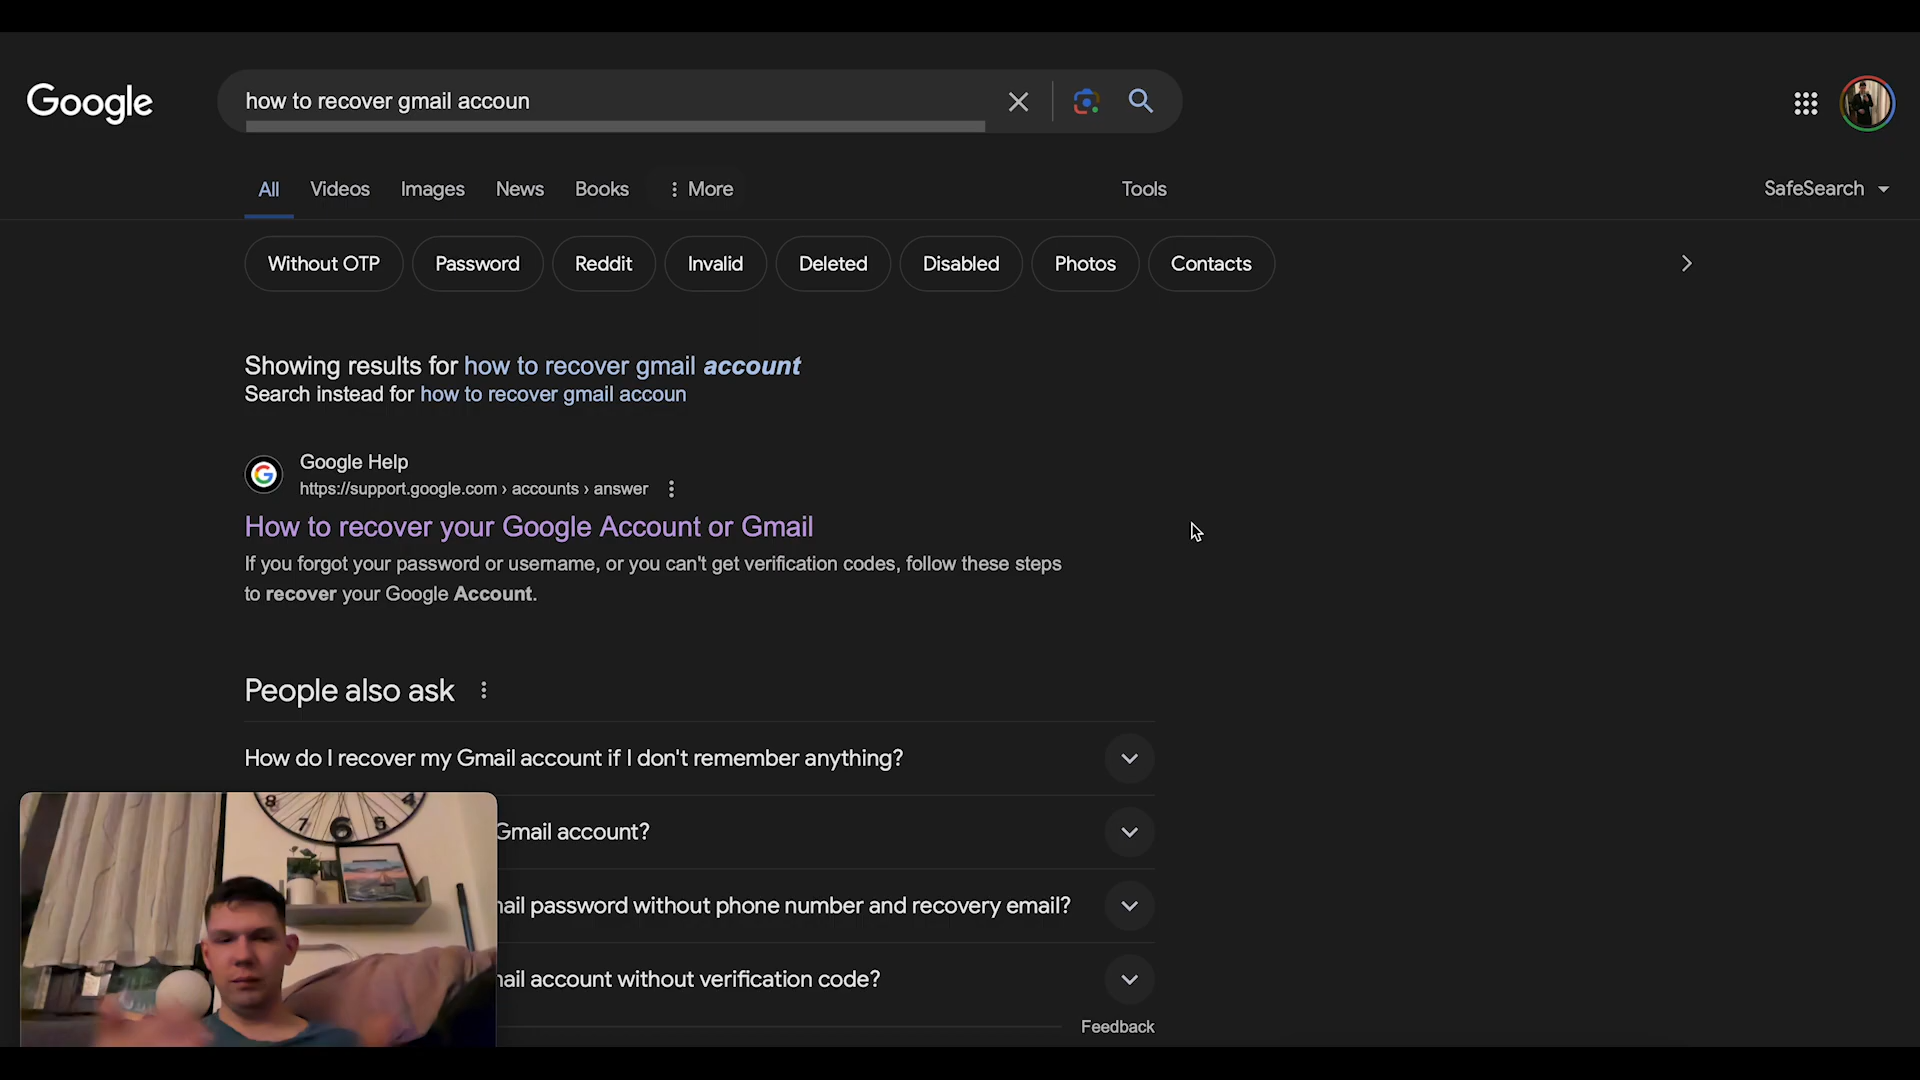 Google
how to recover gmail accoun
All Videos Images News Books More Tools SafeSearch
Without OTP Password Reddit Invalid Deleted Disabled Photos Contacts
Showing results for how to recover gmail account
Search instead for how to recover gmail accoun
Google Help
https://support.google.com › accounts › answer
How to recover your Google Account or Gmail
If you forgot your password or username, or you can't get verification codes, follow these steps
to recover your Google Account.
People also ask
How do I recover my Gmail account if I don't remember anything?
8 7 6 5 4
Gmail account?
password without phone number and recovery email?
account without verification code?
Feedback